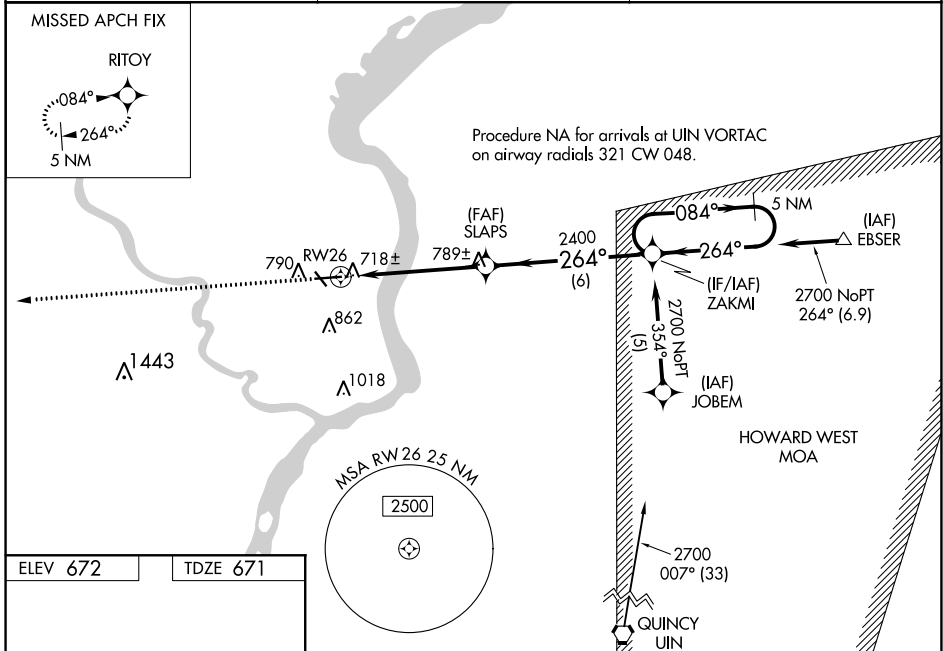 MISSED APCH FIX
RITOY
084°
264°
5 NM
Procedure NA for arrivals at UIN VORTAC
on airway radials 321 CW 048.
(FAF)
SLAPS
2400
264°
(6)
084°
5 NM
264°
(IAF)
EBSER
2700 NoPT
264° (6.9)
(IF/IAF)
ZAKMI
790
RW26
718±
789±
862
1443
1018
2700 NoPT
354°
(5)
(IAF)
JOBEM
HOWARD WEST
MOA
MSA RW 26 25 NM
2500
2700
007° (33)
QUINCY
UIN
ELEV 672
TDZE 671